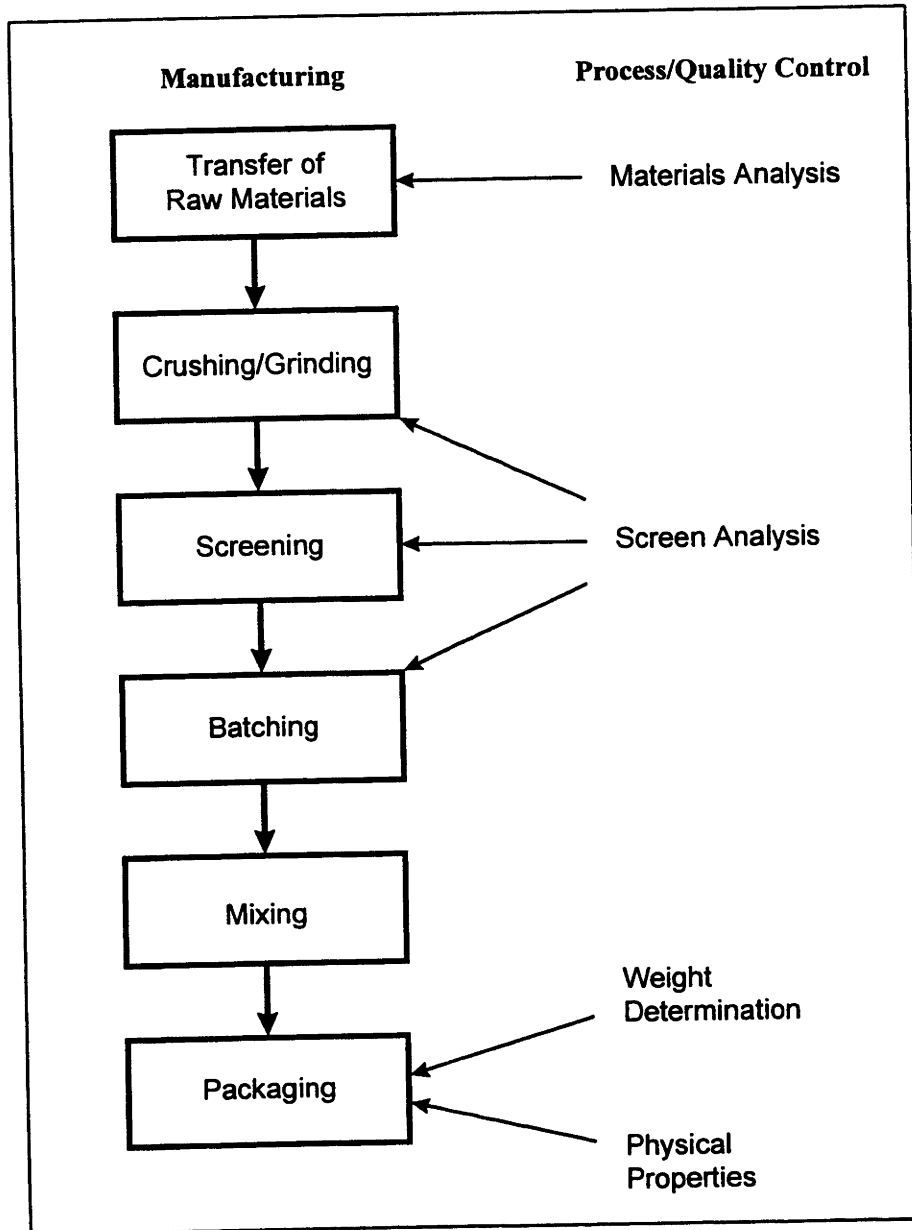 Manufacturing
Process/Quality Control
Transfer of
Raw Materials
Materials Analysis
Crushing/Grinding
Screening
Screen Analysis
Batching
Mixing
Weight
Determination
Packaging
Physical
Properties